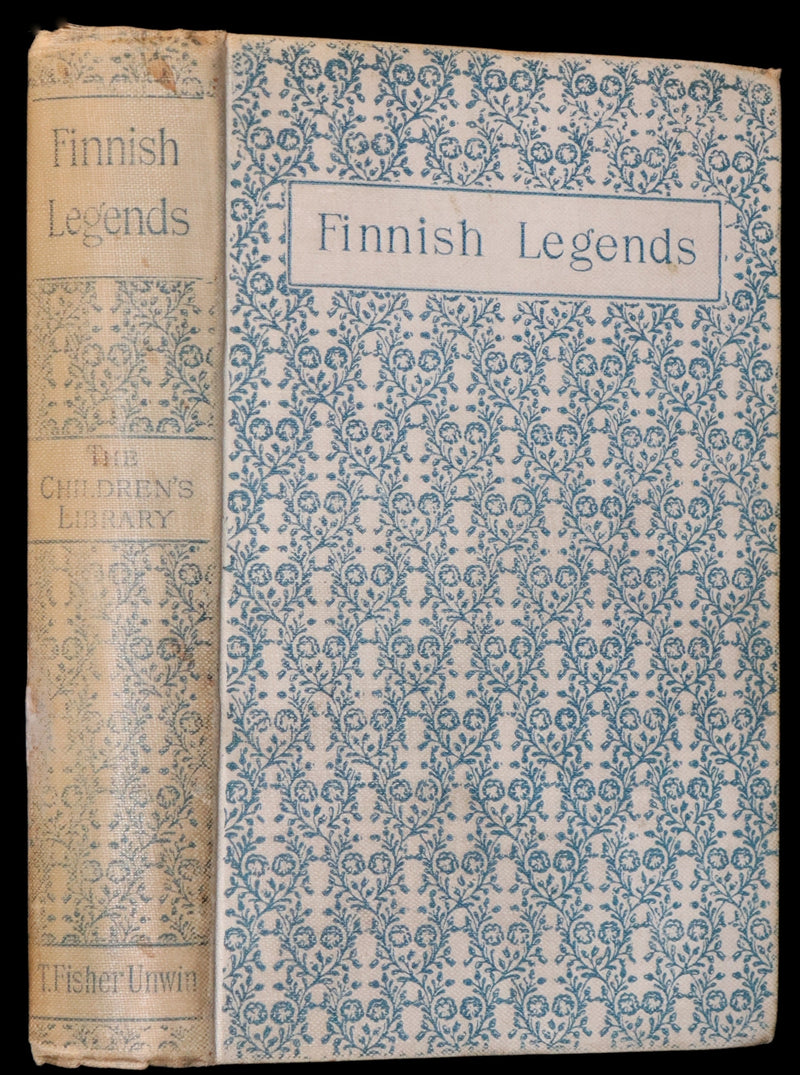 Finnish
Legends
THE
CHILDREN'S
LIBRARY
T. Fisher Unwin
Finnish Legends